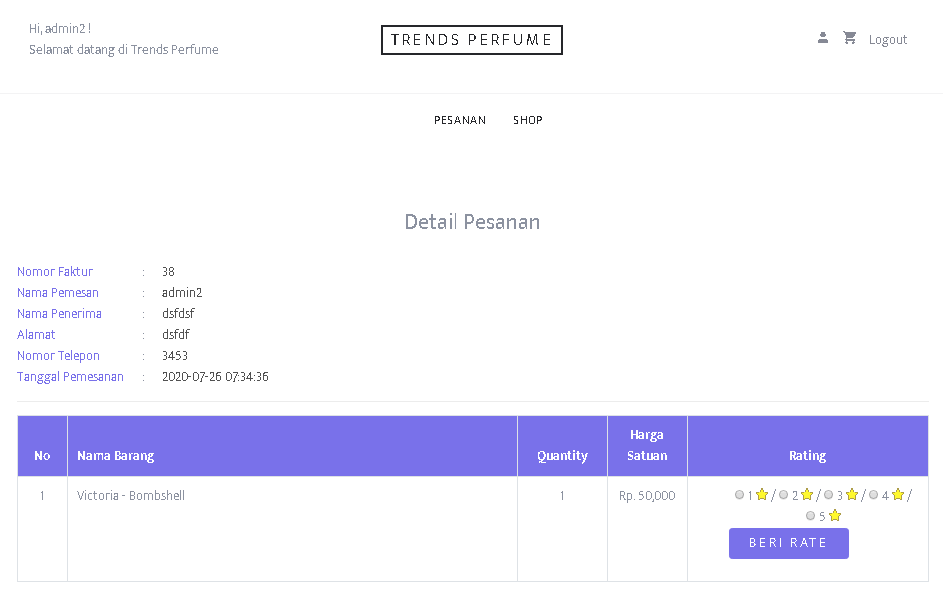 Hi, admin2 !
Selamat datang di Trends Perfume
TRENDS PERFUME
Logout
PESANAN SHOP
Detail Pesanan
Nomor Faktur : 38
Nama Pemesan : admin2
Nama Penerima : dsfdsf
Alamat : dsfdf
Nomor Telepon : 3453
Tanggal Pemesanan : 2020-07-26 07:34:36
No Nama Barang Quantity Harga Satuan Rating
1 Victoria - Bombshell 1 Rp. 50,000 1 / 2 / 3 / 4 /
5
BERI RATE